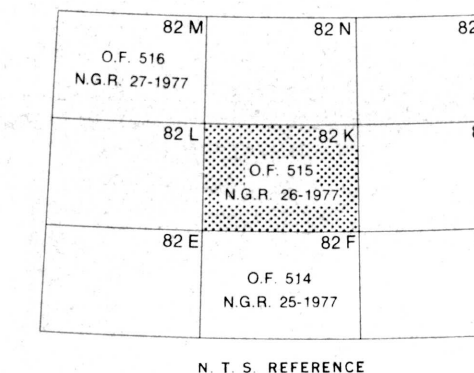 82 M
82 N
82
O.F. 516
N.G.R. 27-1977
82 L
82 K
O.F. 515
N.G.R. 26-1977
82 E
82 F
O.F. 514
N.G.R. 25-1977
N. T. S. REFERENCE